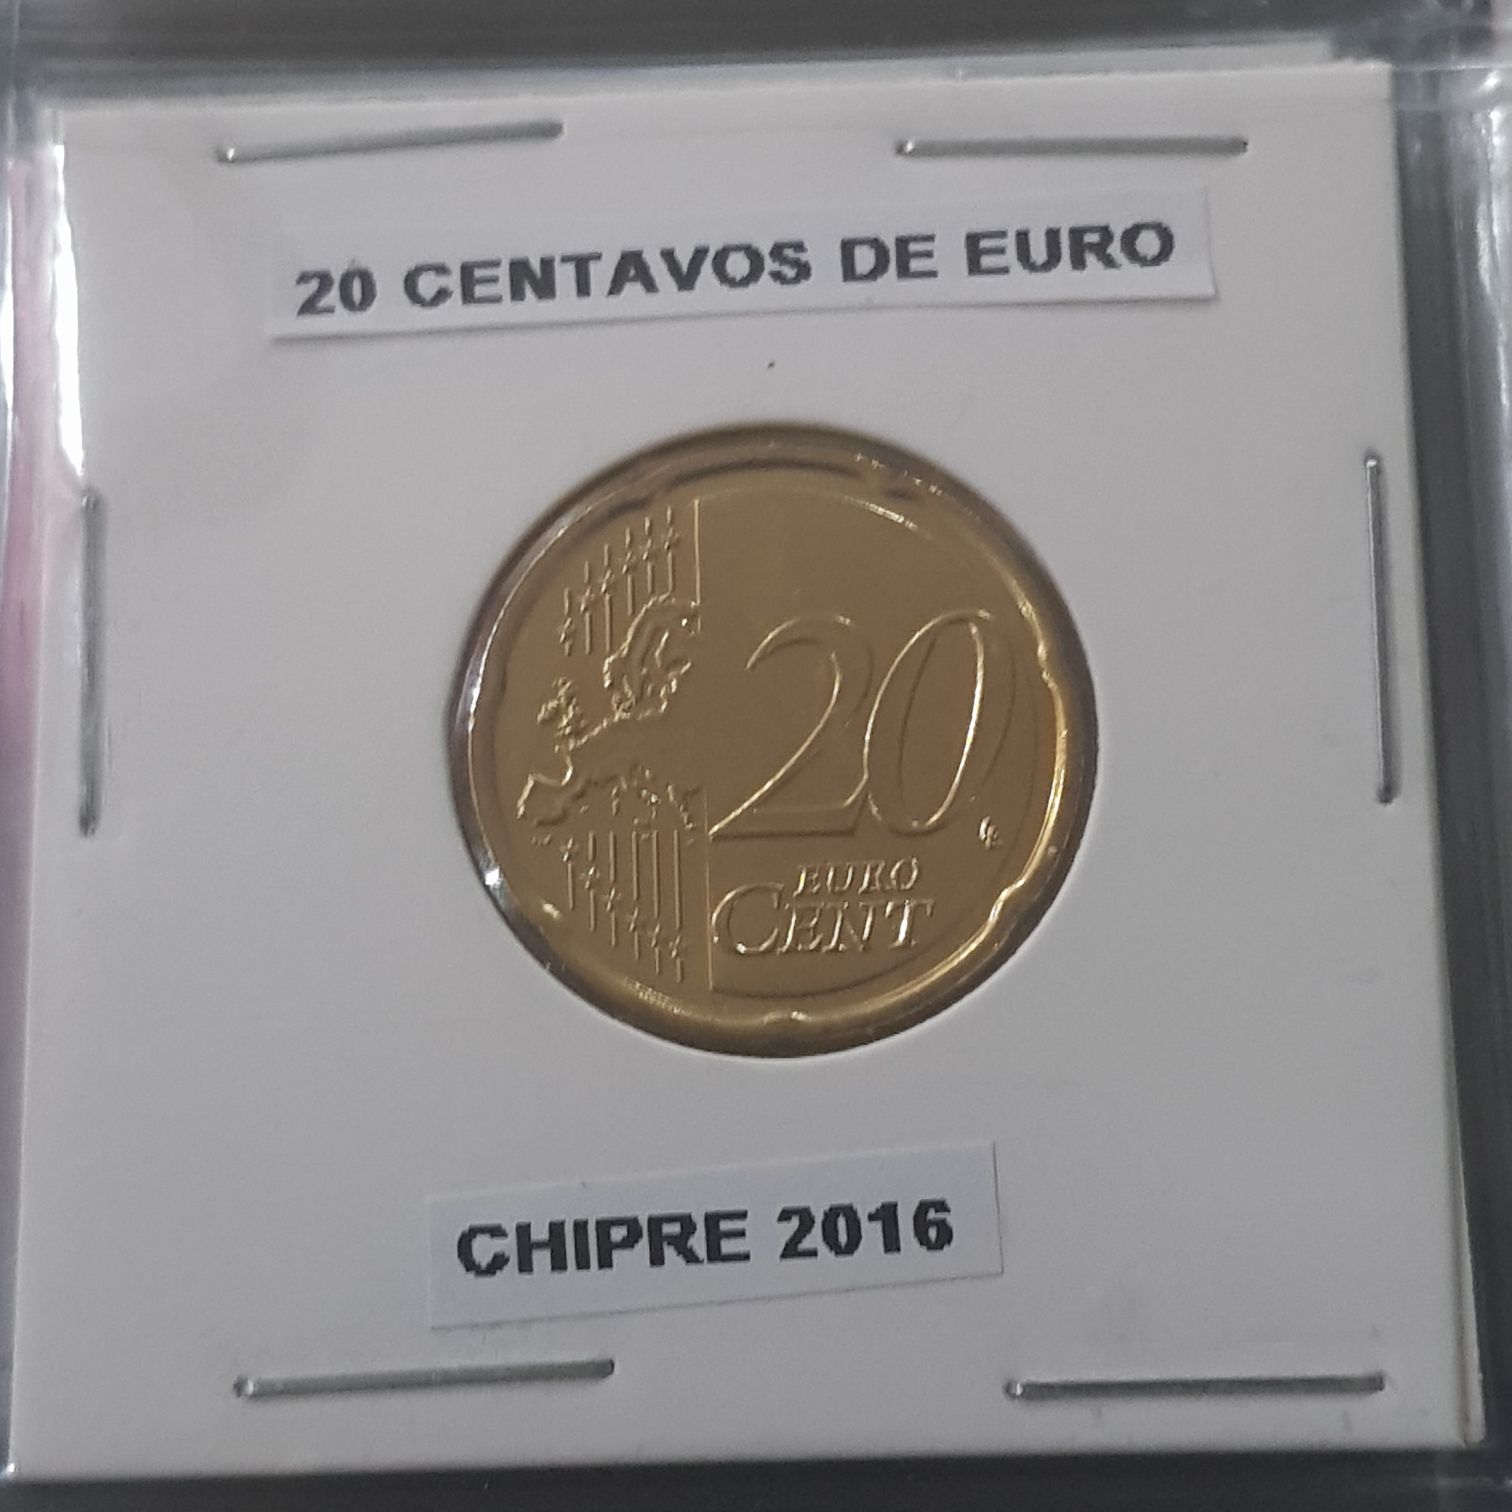 20 CENTAVOS DE EURO
20
EURO
CENT
CHIPRE 2016